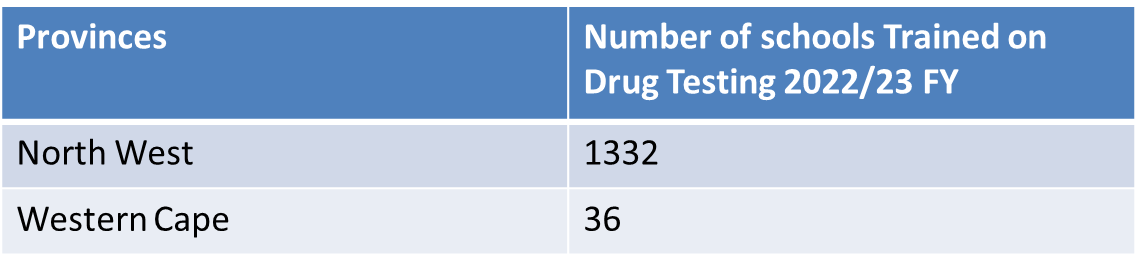 Provinces
Number of schools Trained on
Drug Testing 2022/23 FY
North West
1332
Western Cape
36